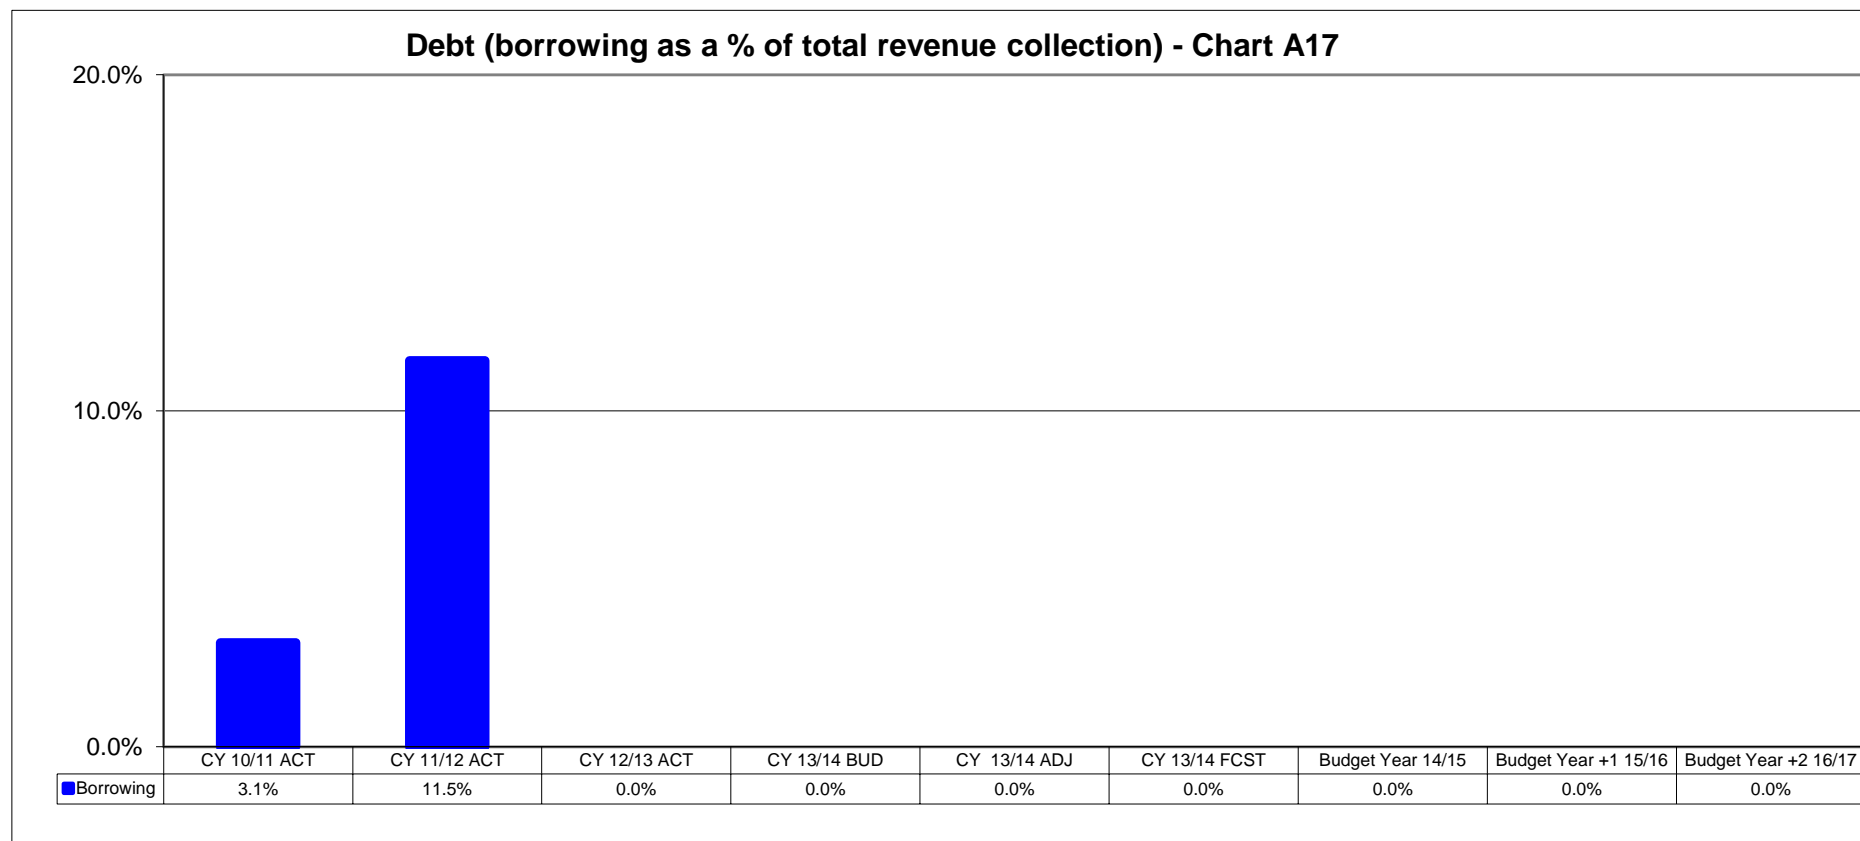 Debt (borrowing as a % of total revenue collection) - Chart A17
20.0%
10.0%
0.0%
CY 10/11 ACT CY 11/12 ACT CY 12/13 ACT CY 13/14 BUD CY  13/14 ADJ CY 13/14 FCST Budget Year 14/15 Budget Year +1 15/16 Budget Year +2 16/17
Borrowing 3.1% 11.5% 0.0% 0.0% 0.0% 0.0% 0.0% 0.0% 0.0%